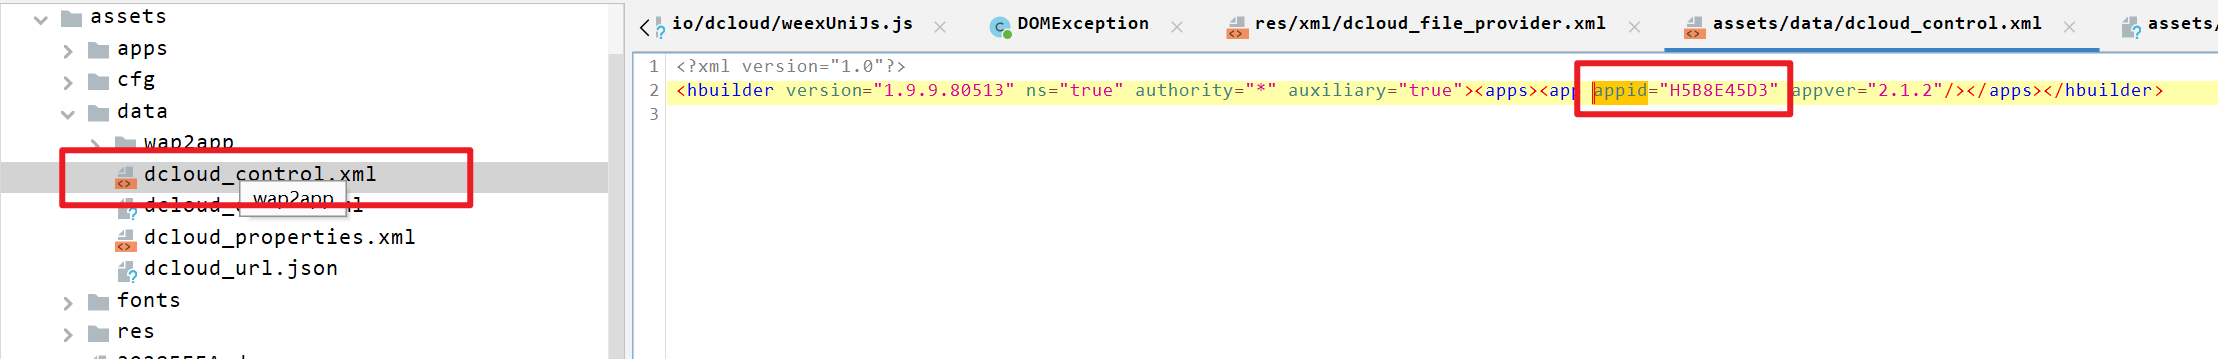 assets
apps
cfg
data
wap2app
dcloud_control.xml
wap2app
dcloud_properties.xml
dcloud_url.json
fonts
res
io/dcloud/weexUniJs.js
DOMException
res/xml/dcloud_file_provider.xml
assets/data/dcloud_control.xml
assets/
1 <?xml version="1.0"?>
2 <hbuilder version="1.9.9.80513" ns="true" authority="*" auxiliary="true"><apps><app appid="H5B8E45D3" appver="2.1.2"/></apps></hbuilder>
3